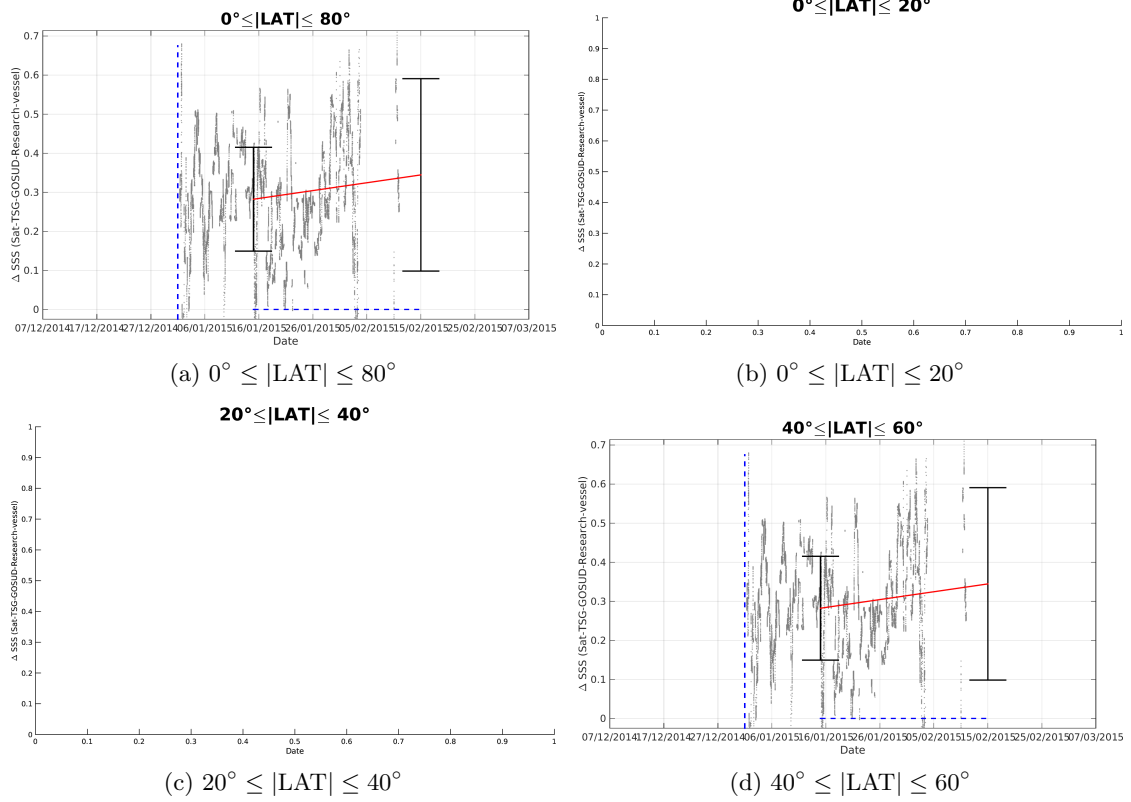 0°≤|LAT|≤ 80°
Δ SSS (Sat-TSG-GOSUD-Research-vessel)
0.7
0.6
0.5
0.4
0.3
0.2
0.1
0
07/12/2014 17/12/2014 27/12/2014 06/01/2015 16/01/2015 26/01/2015 05/02/2015 15/02/2015 25/02/2015 07/03/2015
Date
(a) 0° ≤ |LAT| ≤ 80°
0°≤|LAT|≤ 20°
Δ SSS (Sat-TSG-GOSUD-Research-vessel)
1
0.9
0.8
0.7
0.6
0.5
0.4
0.3
0.2
0.1
0
0 0.1 0.2 0.3 0.4 0.5 0.6 0.7 0.8 0.9 1
Date
(b) 0° ≤ |LAT| ≤ 20°
20°≤|LAT|≤ 40°
Δ SSS (Sat-TSG-GOSUD-Research-vessel)
1
0.9
0.8
0.7
0.6
0.5
0.4
0.3
0.2
0.1
0
0 0.1 0.2 0.3 0.4 0.5 0.6 0.7 0.8 0.9 1
Date
(c) 20° ≤ |LAT| ≤ 40°
40°≤|LAT|≤ 60°
Δ SSS (Sat-TSG-GOSUD-Research-vessel)
0.7
0.6
0.5
0.4
0.3
0.2
0.1
0
07/12/2014 17/12/2014 27/12/2014 06/01/2015 16/01/2015 26/01/2015 05/02/2015 15/02/2015 25/02/2015 07/03/2015
Date
(d) 40° ≤ |LAT| ≤ 60°